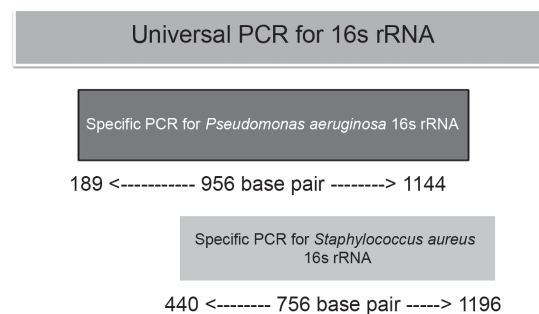 Universal PCR for 16s rRNA
Specific PCR for Pseudomonas aeruginosa 16s rRNA
189 <----------- 956 base pair --------> 1144
Specific PCR for Staphylococcus aureus
16s rRNA
440 <-------- 756 base pair -----> 1196